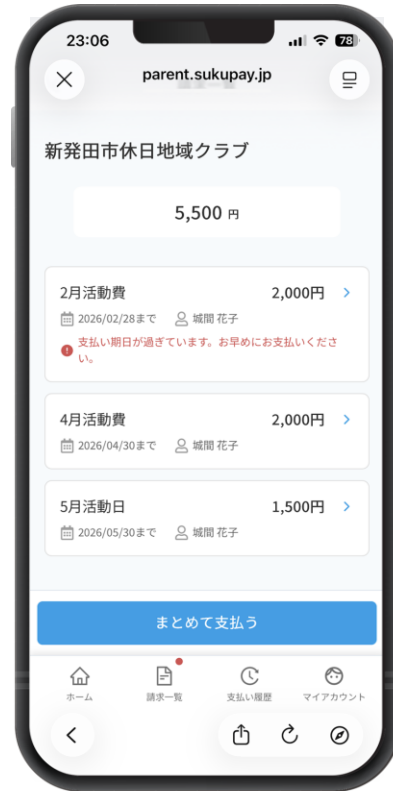 23:06
78
parent.sukupay.jp
新発田市休日地域クラブ
5,500 円
2月活動費 2,000円
2026/02/28まで 城間 花子
支払い期日が過ぎています。お早めにお支払いくださ
い。
4月活動費 2,000円
2026/04/30まで 城間 花子
5月活動日 1,500円
2026/05/30まで 城間 花子
まとめて支払う
ホーム 請求一覧 支払い履歴 マイアカウント